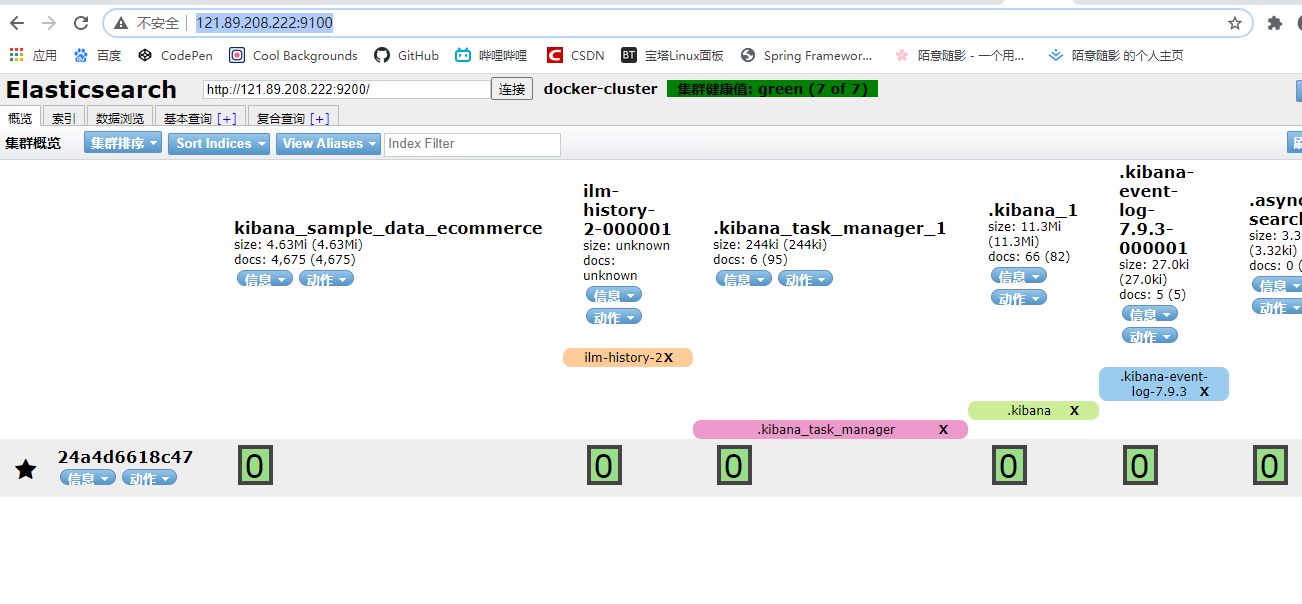 不安全 121.89.208.222:9100
应用 百度 CodePen Cool Backgrounds GitHub 哔哩哔哩 CSDN BT 宝塔Linux面板 Spring Framewor... 陌意随影 - 一个用... 陌意随影 的个人主页
Elasticsearch http://121.89.208.222:9200/ 连接 docker-cluster 集群健康值: green (7 of 7)
概览 索引 数据浏览 基本查询 [+] 复合查询 [+]
集群概览 集群排序 Sort Indices View Aliases Index Filter
kibana_sample_data_ecommerce
size: 4.63Mi (4.63Mi)
docs: 4,675 (4,675)
信息 动作
ilm-
history-
2-000001
size: unknown
docs:
unknown
信息
动作
.kibana_task_manager_1
size: 244ki (244ki)
docs: 6 (95)
信息 动作
.kibana_1
size: 11.3Mi
(11.3Mi)
docs: 66 (82)
信息
动作
.kibana-
event-
log-
7.9.3-
000001
size: 27.0ki
(27.0ki)
docs: 5 (5)
信息
动作
.async
search
size: 3.3
(3.32ki)
docs: 0 (
信息
动作
ilm-history-2 X
.kibana-event-
log-7.9.3 X
.kibana X
.kibana_task_manager X
24a4d6618c47
信息 动作
0 0 0 0 0 0